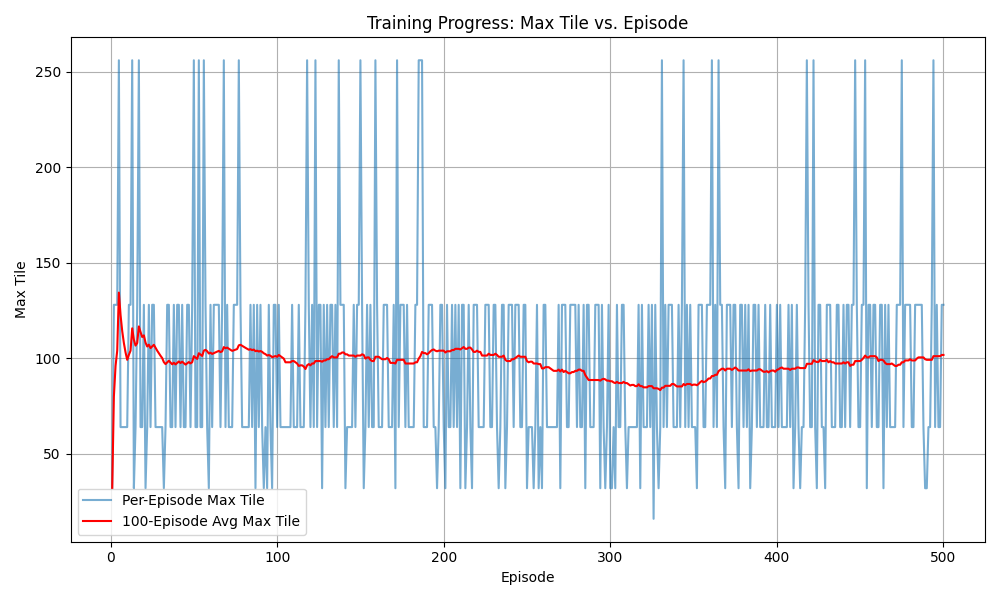 Training Progress: Max Tile vs. Episode
Max Tile
250
200
150
100
50
Per-Episode Max Tile
100-Episode Avg Max Tile
0
100
200
300
400
500
Episode